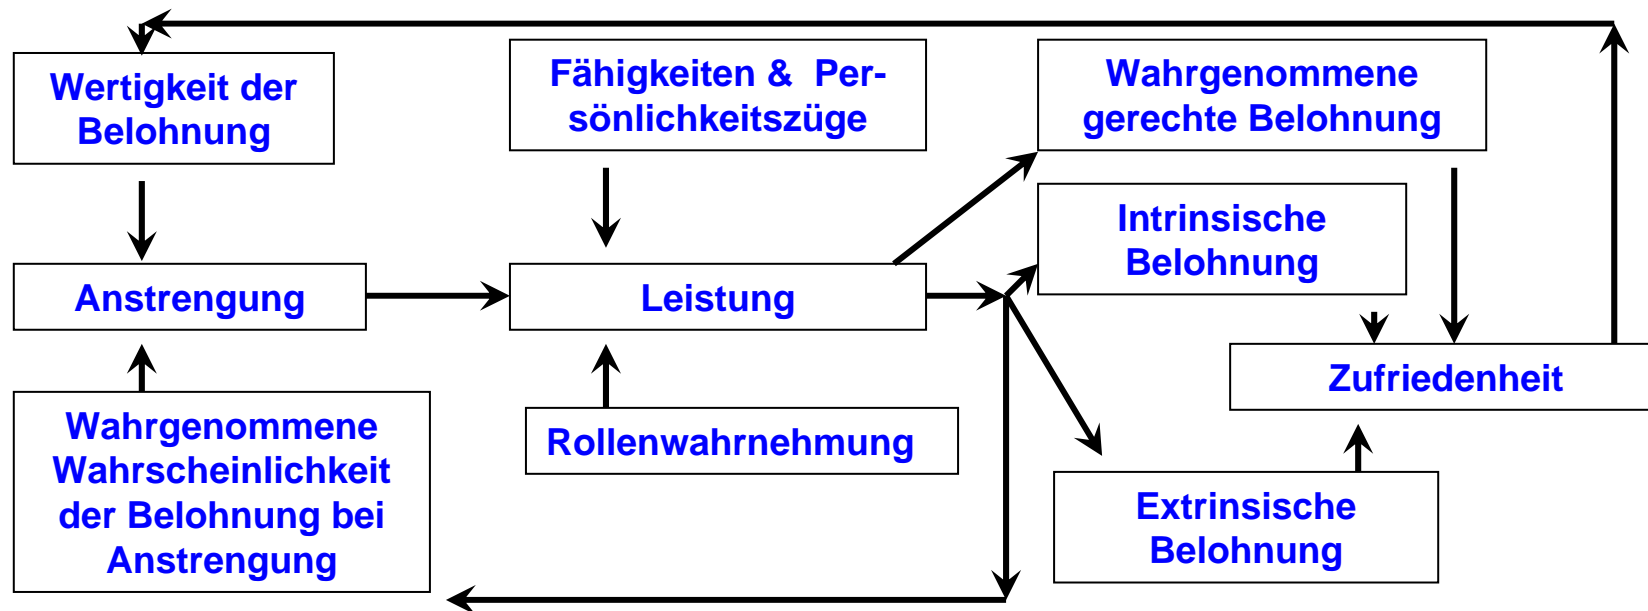 Wertigkeit der
Belohnung
Fähigkeiten & Per-
sönlichkeitszüge
Wahrgenommene
gerechte Belohnung
Intrinsische
Belohnung
Anstrengung
Leistung
Zufriedenheit
Wahrgenommene
Wahrscheinlichkeit
der Belohnung bei
Anstrengung
Rollenwahrnehmung
Extrinsische
Belohnung